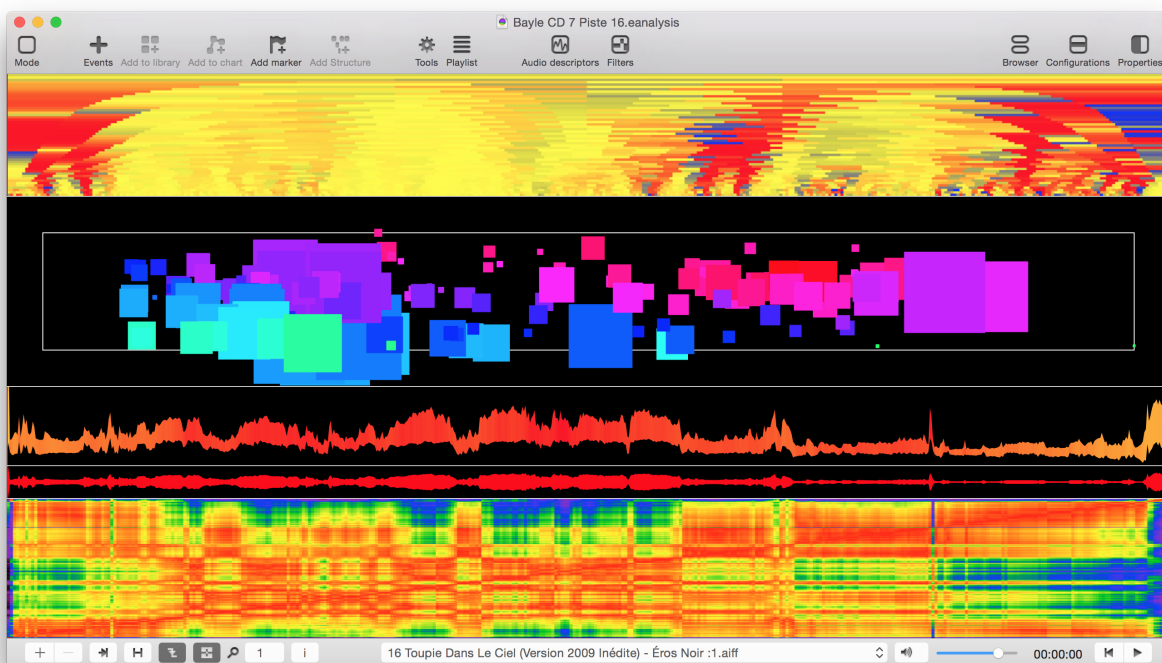 Bayle CD 7 Piste 16.eanalysis
Mode Events Add to library Add to chart Add marker Add Structure Tools Playlist Audio descriptors Filters Browser Configurations Properties
1 i 16 Toupie Dans Le Ciel (Version 2009 Inédite) - Éros Noir :1.aiff 00:00:00